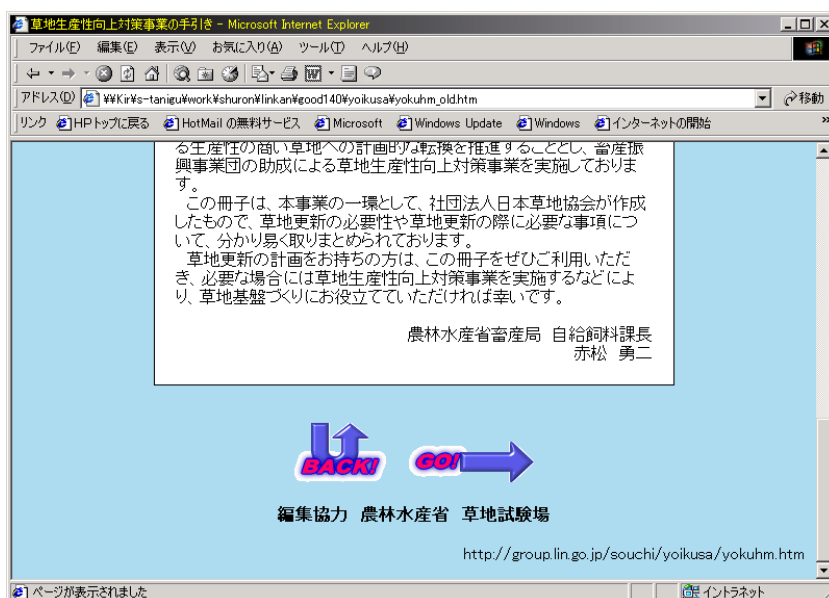 草地生産性向上対策事業の手引き - Microsoft Internet Explorer
ファイル(F) 編集(E) 表示(V) お気に入り(A) ツール(T) ヘルプ(H)
アドレス(D) ¥¥Kir¥s-tanigu¥work¥shuron¥linkan¥good140¥yoikusa¥yokuhm_old.htm 移動
リンク HPトップに戻る HotMail の無料サービス Microsoft Windows Update Windows インターネットの開始 »
る生産性の高い草地への計画的な転換を推進することとし、畜産振
興事業団の助成による草地生産性向上対策事業を実施しておりま
す。
この冊子は、本事業の一環として、社団法人日本草地協会が作成
したもので、草地更新の必要性や草地更新の際に必要な事項につ
いて、分かり易く取りまとめられております。
草地更新の計画をお持ちの方は、この冊子をぜひご利用いただ
き、必要な場合には草地生産性向上対策事業を実施するなどによ
り、草地基盤づくりにお役立てていただければ幸いです。
農林水産省畜産局 自給飼料課長
赤松 勇二
BACK! GO!
編集協力 農林水産省 草地試験場
http://group.lin.go.jp/souchi/yoikusa/yokuhm.htm
ページが表示されました イントラネット